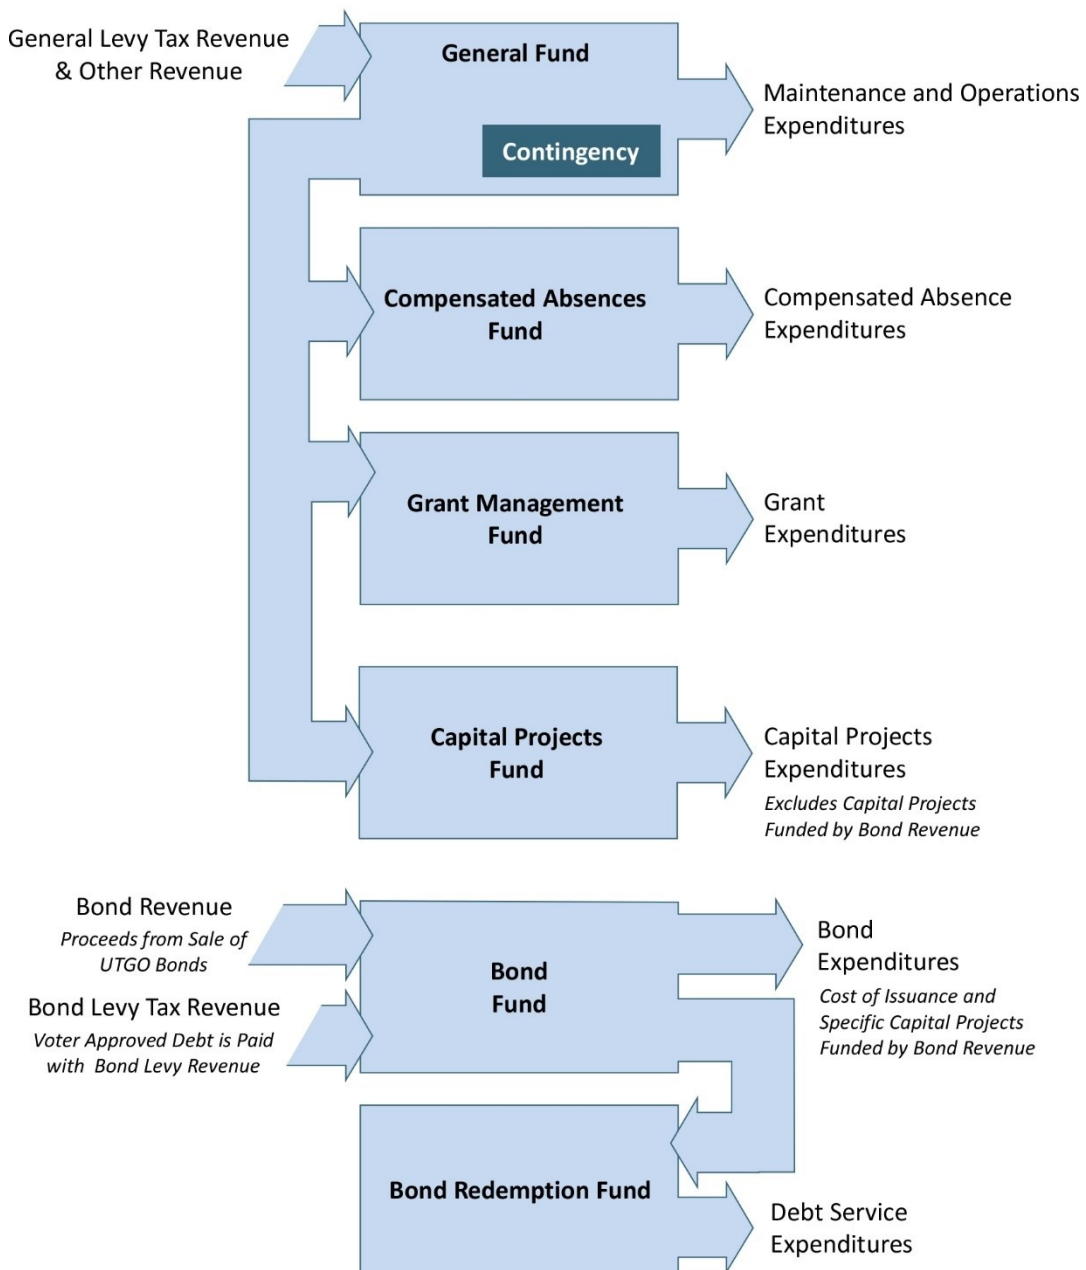 General Levy Tax Revenue
& Other Revenue
General Fund
Contingency
Maintenance and Operations
Expenditures
Compensated Absences
Fund
Compensated Absence
Expenditures
Grant Management
Fund
Grant
Expenditures
Capital Projects
Fund
Capital Projects
Expenditures
Excludes Capital Projects
Funded by Bond Revenue
Bond Revenue
Proceeds from Sale of
UTGO Bonds
Bond Levy Tax Revenue
Voter Approved Debt is Paid
with Bond Levy Revenue
Bond
Fund
Bond
Expenditures
Cost of Issuance and
Specific Capital Projects
Funded by Bond Revenue
Bond Redemption Fund
Debt Service
Expenditures